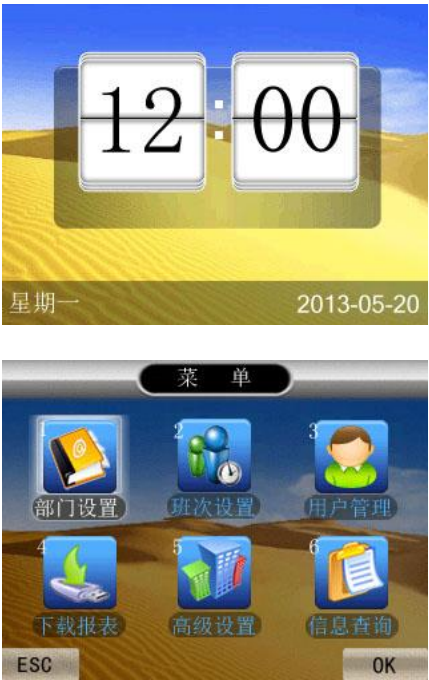 12:00
星期一 2013-05-20
菜 单
1 2 3
部门设置 班次设置 用户管理
4 5 6
下载报表 高级设置 信息查询
ESC OK